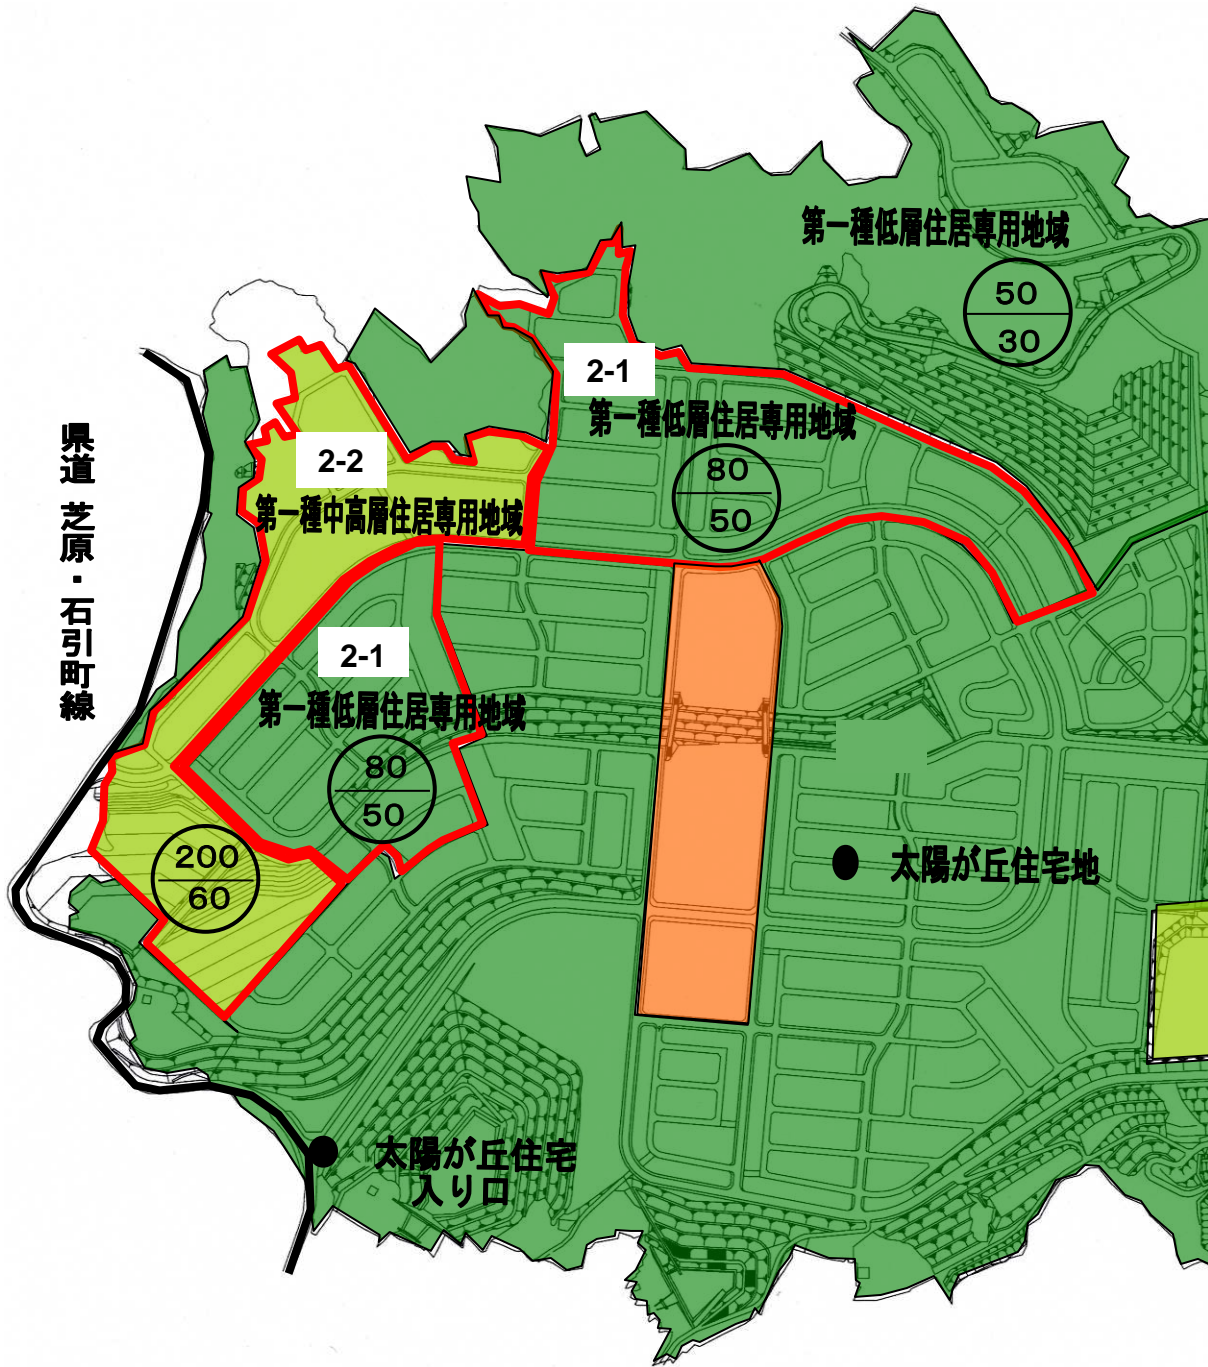 第一種低層住居専用地域
50
30
2-1
第一種低層住居専用地域
80
50
県道 芝原・石引町線
2-2
第一種中高層住居専用地域
2-1
第一種低層住居専用地域
80
50
200
60
太陽が丘住宅地
太陽が丘住宅
入り口